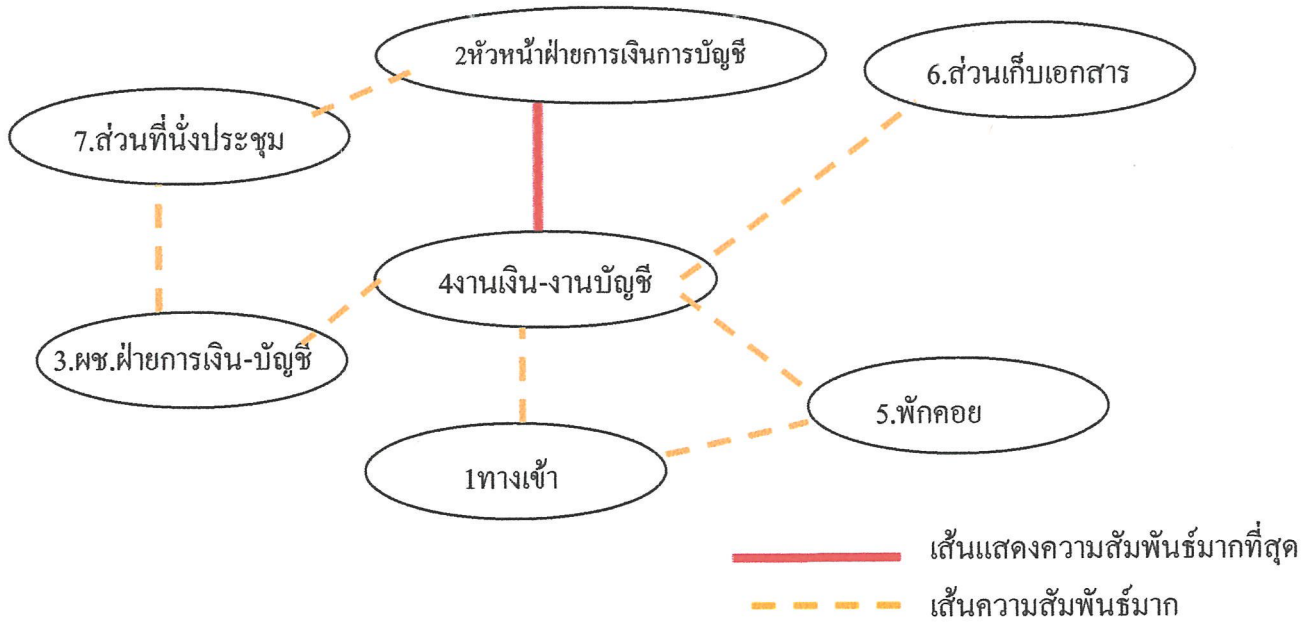 2หัวหน้าฝ่ายการเงินการบัญชี
6.ส่วนเก็บเอกสาร
7.ส่วนที่นั่งประชุม
4งานเงิน-งานบัญชี
3.ผช.ฝ่ายการเงิน-บัญชี
5.พักคอย
1ทางเข้า
เส้นแสดงความสัมพันธ์มากที่สุด
เส้นความสัมพันธ์มาก